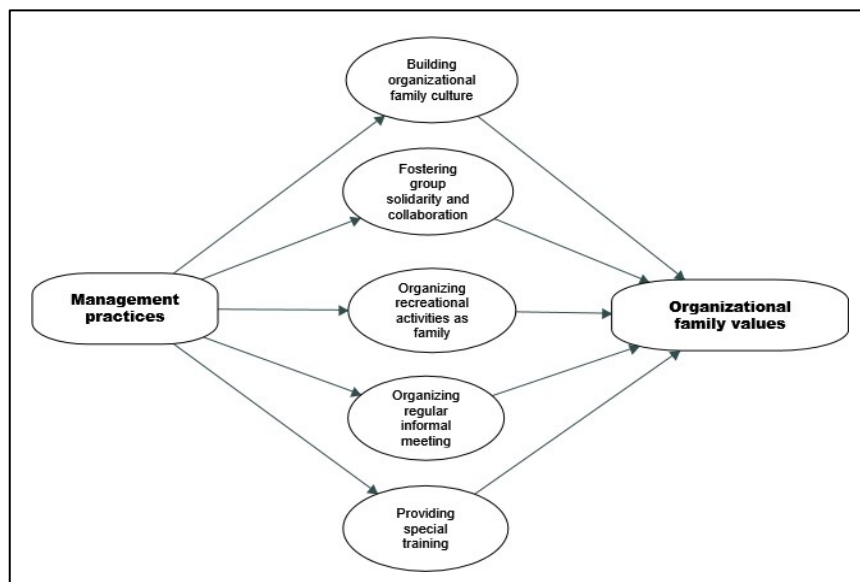 Building
organizational
family culture
Fostering
group
solidarity and
collaboration
Management
practices
Organizing
recreational
activities as
family
Organizational
family values
Organizing
regular
informal
meeting
Providing
special
training